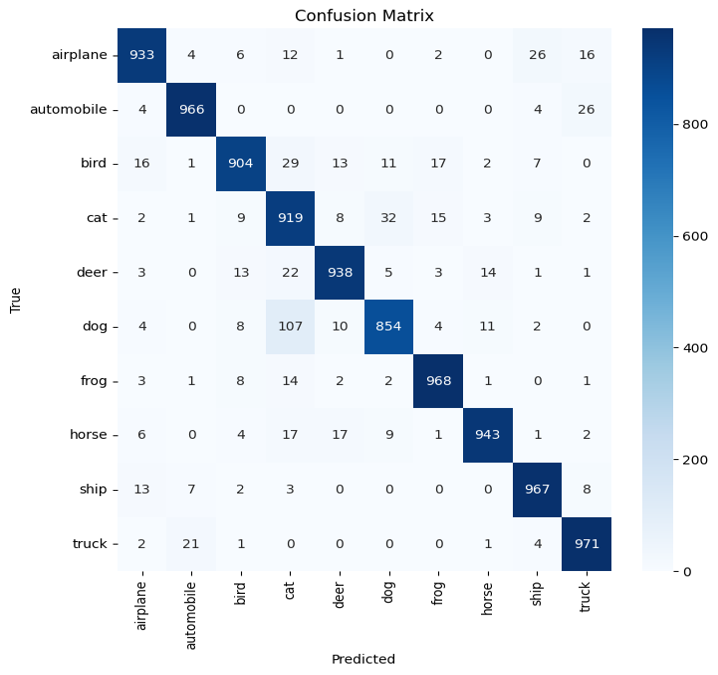 Confusion Matrix
airplane 933 4 6 12 1 0 2 0 26 16
automobile 4 966 0 0 0 0 0 0 4 26
bird 16 1 904 29 13 11 17 2 7 0
cat 2 1 9 919 8 32 15 3 9 2
deer 3 0 13 22 938 5 3 14 1 1
dog 4 0 8 107 10 854 4 11 2 0
frog 3 1 8 14 2 2 968 1 0 1
horse 6 0 4 17 17 9 1 943 1 2
ship 13 7 2 3 0 0 0 0 967 8
truck 2 21 1 0 0 0 0 1 4 971
True
airplane automobile bird cat deer dog frog horse ship truck
Predicted
800
600
400
200
0